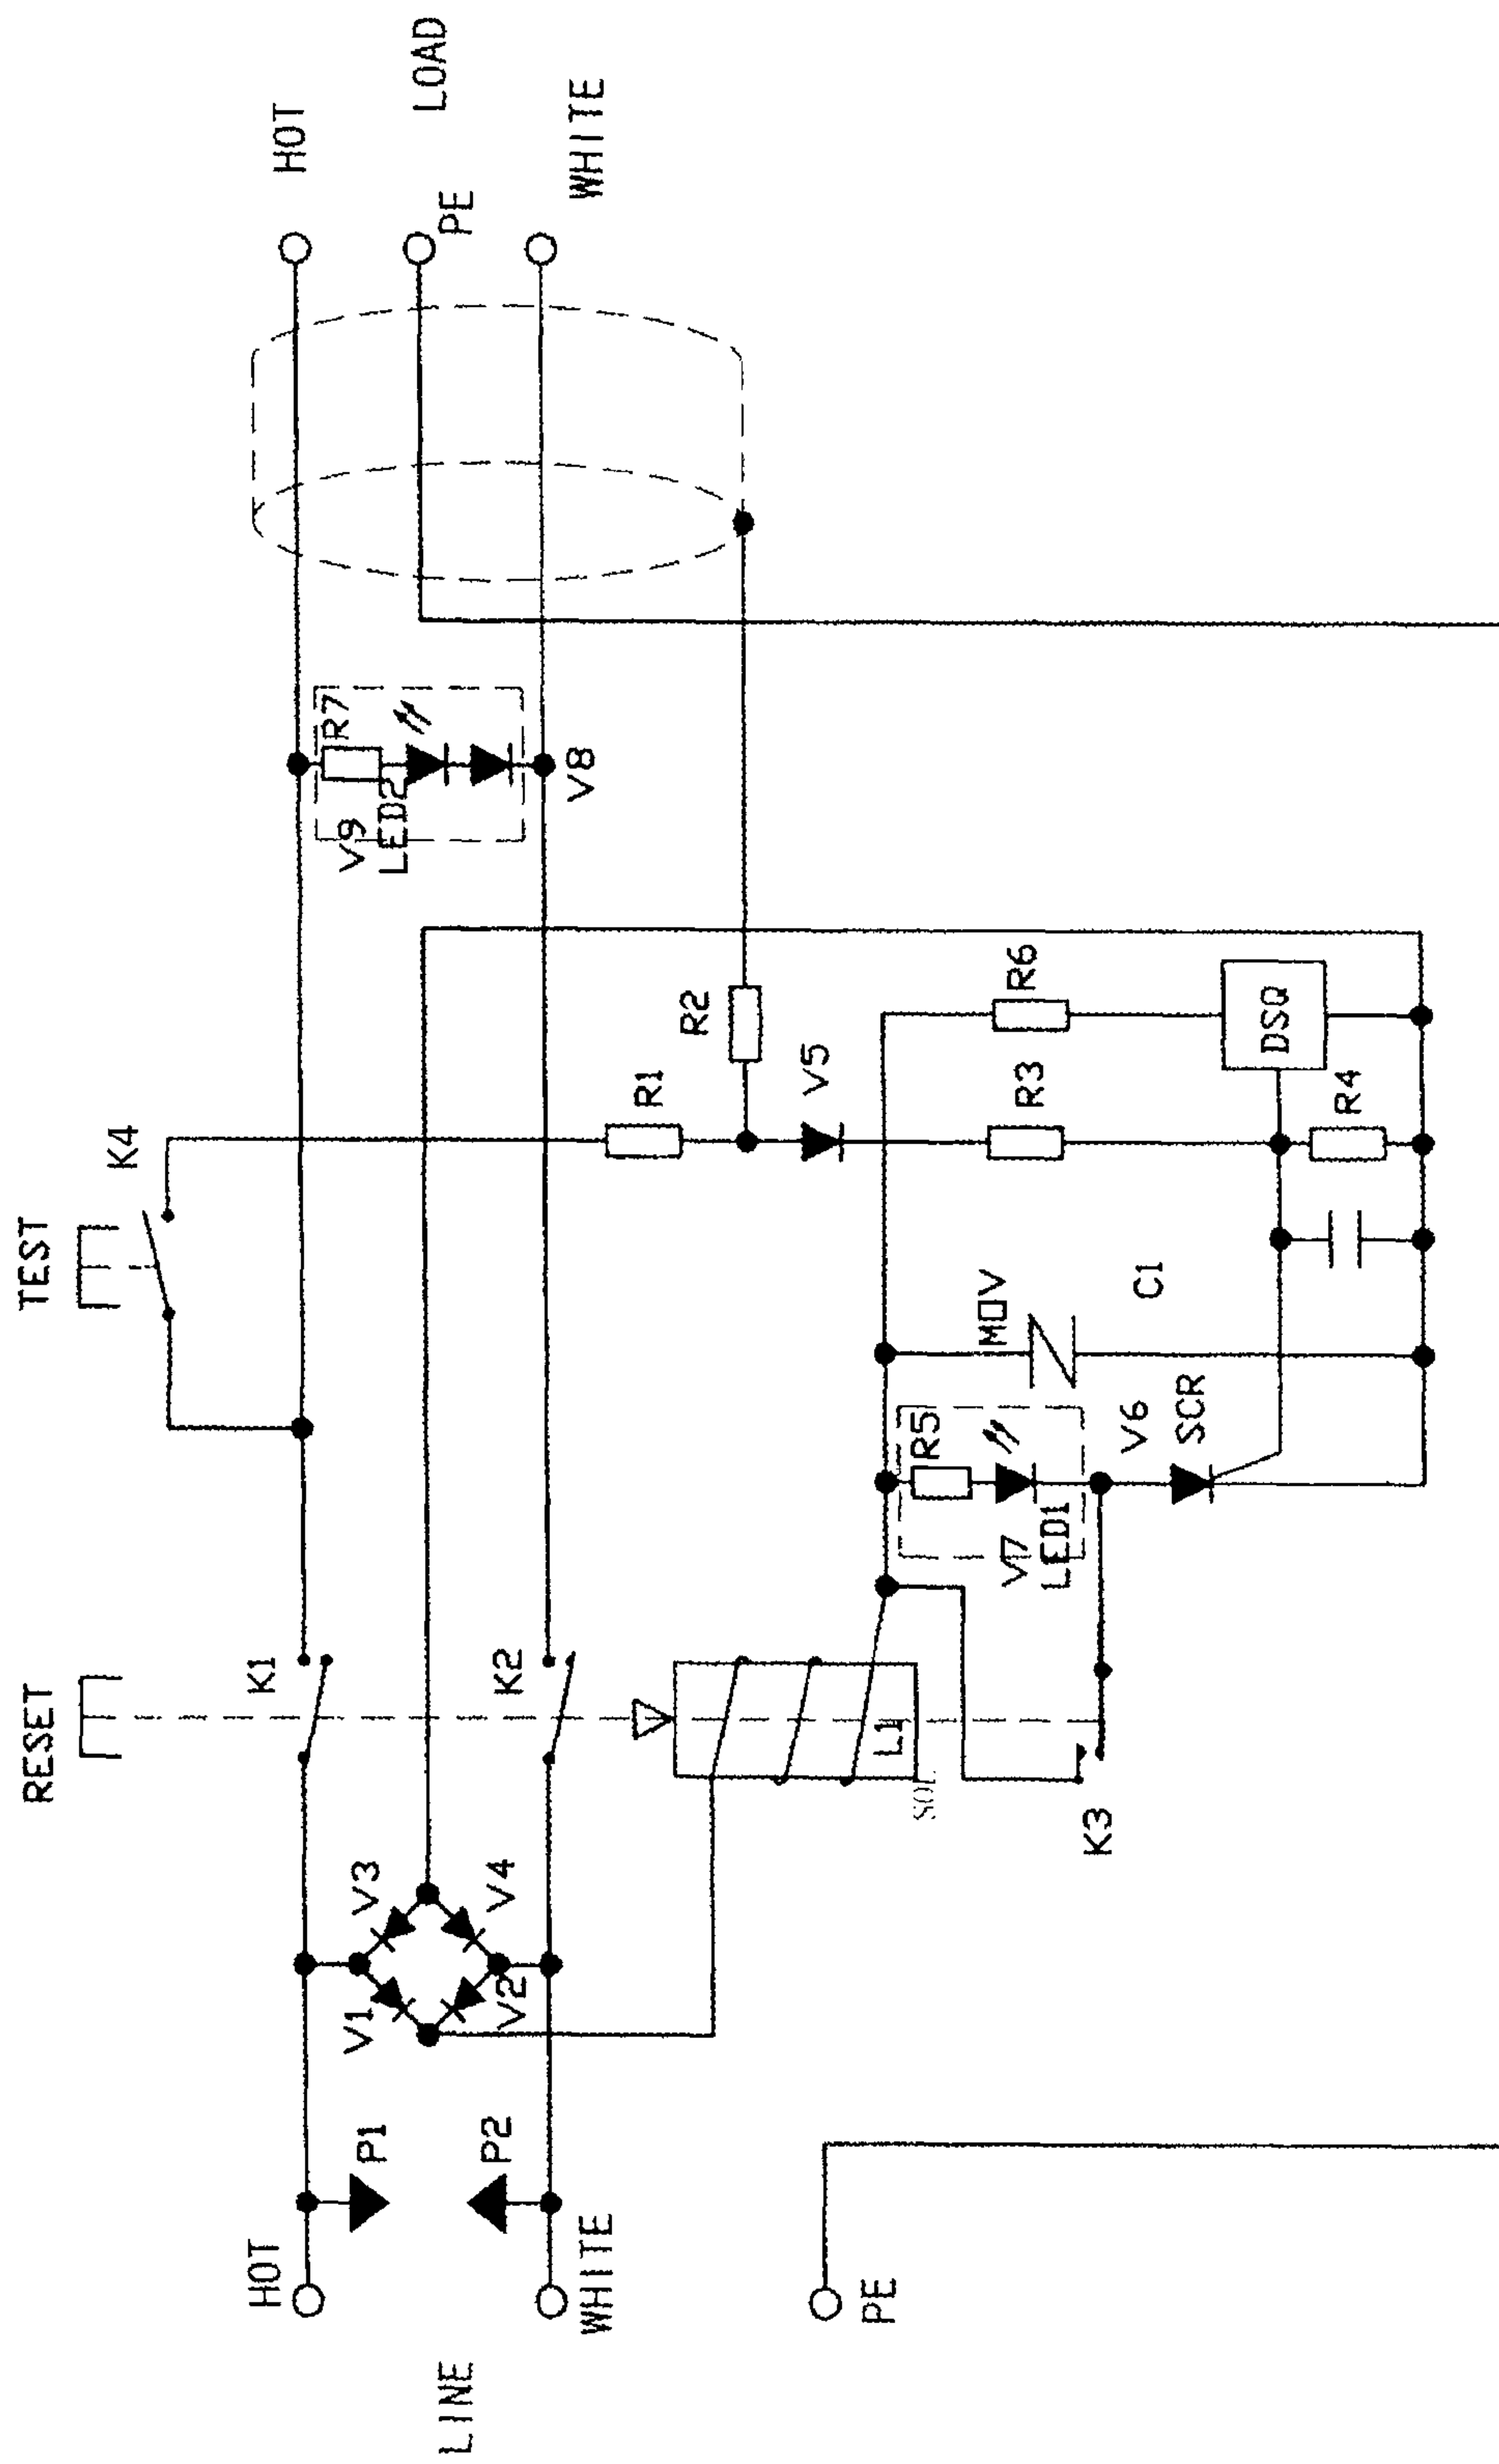 RESET
TEST
K4
HOT
HOT
K1
P1
V1
V3
V9
LED2
R7
LINE
LOAD
PE
P2
V2
V4
K2
V8
WHITE
WHITE
R1
R2
V5
PE
SOL
L1
R5
MOV
R3
R6
K3
V7
LED1
V6
SCR
C1
R4
DSQ